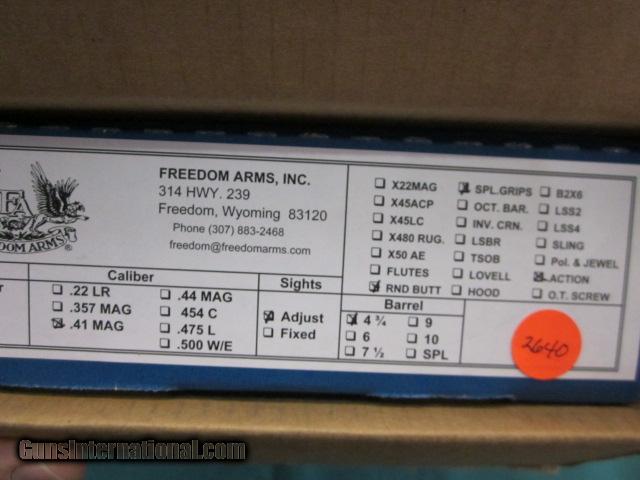 FREEDOM ARMS, INC.
314 HWY. 239
Freedom, Wyoming 83120
Phone (307) 883-2468
freedom@freedomarms.com
FA
DOM ARMS
®
X22MAG
X45ACP
X45LC
X480 RUG.
X50 AE
FLUTES
RND BUTT
SPL.GRIPS
OCT. BAR.
INV. CRN.
LSBR
TSOB
LOVELL
HOOD
B2X6
LSS2
LSS4
SLING
Pol. & JEWEL
ACTION
O.T. SCREW
Caliber
.22 LR
.357 MAG
.41 MAG
.44 MAG
454 C
.475 L
.500 W/E
Sights
Adjust
Fixed
Barrel
4 ¾
6
7 ½
9
10
SPL
2640
GunsInternational.com